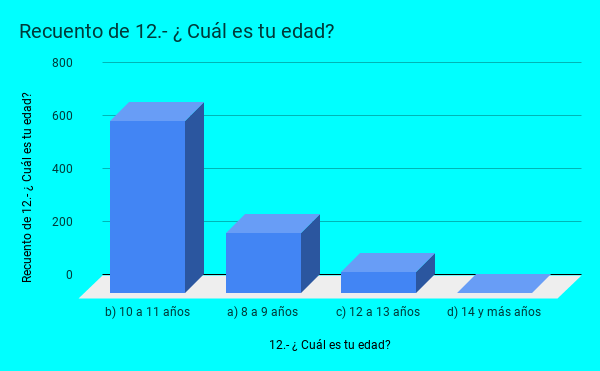 Recuento de 12.- ¿ Cuál es tu edad?
Recuento de 12.- ¿ Cuál es tu edad?
800
600
400
200
0
b) 10 a 11 años
a) 8 a 9 años
c) 12 a 13 años
d) 14 y más años
12.- ¿ Cuál es tu edad?